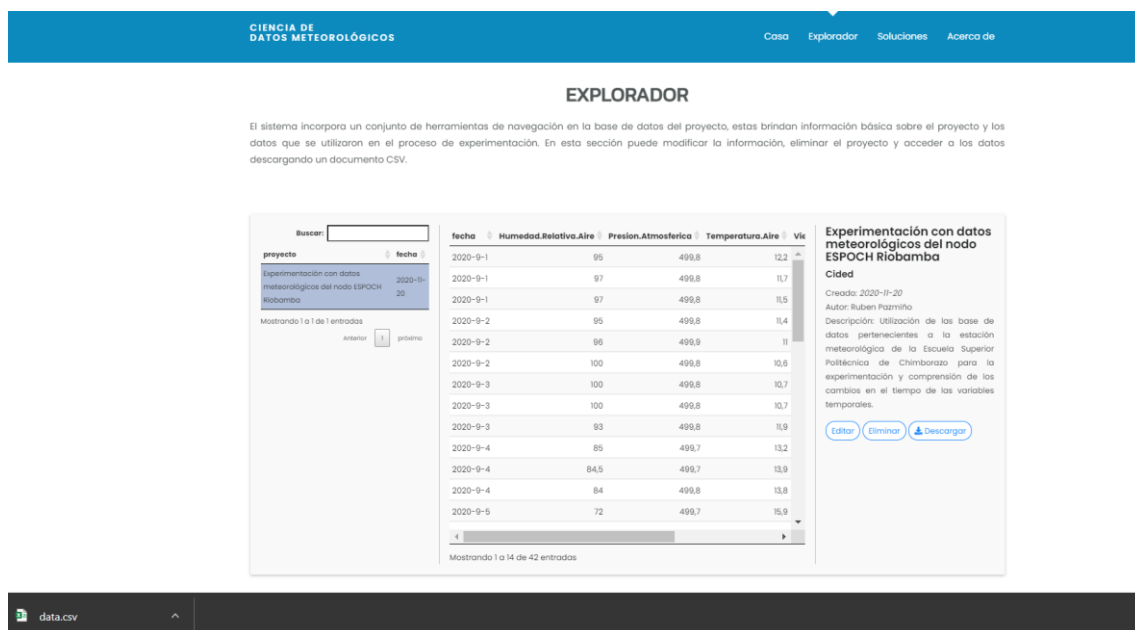 CIENCIA DE
DATOS METEOROLÓGICOS
Casa Explorador Soluciones Acerca de
EXPLORADOR
El sistema incorpora un conjunto de herramientas de navegación en la base de datos del proyecto, estas brindan información básica sobre el proyecto y los
datos que se utilizaron en el proceso de experimentación. En esta sección puede modificar la información, eliminar el proyecto y acceder a los datos
descargando un documento CSV.
Buscar:
proyecto fecha
Experimentación con datos
meteorológicos del nodo ESPOCH
Riobamba
2020-11-
20
Mostrando 1 a 1 de 1 entradas
Anterior 1 próximo
fecha Humedad.Relativa.Aire Presion.Atmosferica Temperatura.Aire Vie
2020-9-1 95 499,8 12,2
2020-9-1 97 499,8 11,7
2020-9-1 97 499,8 11,5
2020-9-2 95 499,8 11,4
2020-9-2 96 499,9 11
2020-9-2 100 499,8 10,6
2020-9-3 100 499,8 10,7
2020-9-3 100 499,8 10,7
2020-9-3 93 499,8 11,9
2020-9-4 85 499,7 13,2
2020-9-4 84,5 499,7 13,9
2020-9-4 84 499,8 13,8
2020-9-5 72 499,7 15,9
Mostrando 1 a 14 de 42 entradas
Experimentación con datos
meteorológicos del nodo
ESPOCH Riobamba
Cided
Creado: 2020-11-20
Autor: Ruben Pazmiño
Descripción: Utilización de las base de
datos pertenecientes a la estación
meteorológica de la Escuela Superior
Politécnica de Chimborazo para la
experimentación y comprensión de los
cambios en el tiempo de las variables
temporales.
Editar Eliminar Descargar
data.csv